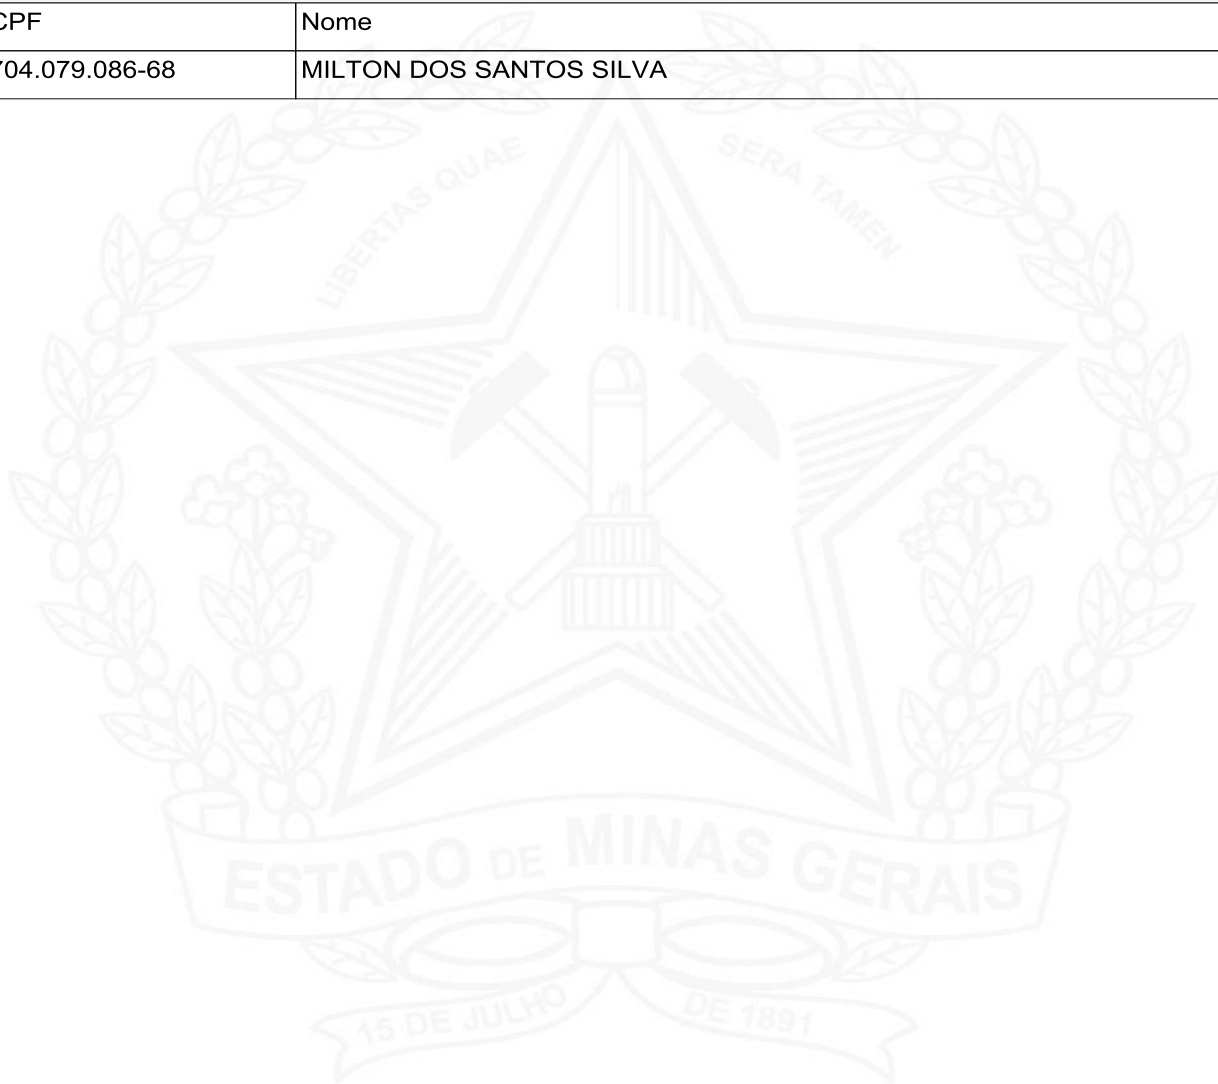 CPF Nome
704.079.086-68 MILTON DOS SANTOS SILVA
LIBERTAS QUAE SERA TAMEN
ESTADO DE MINAS GERAIS
15 DE JULHO DE 1891